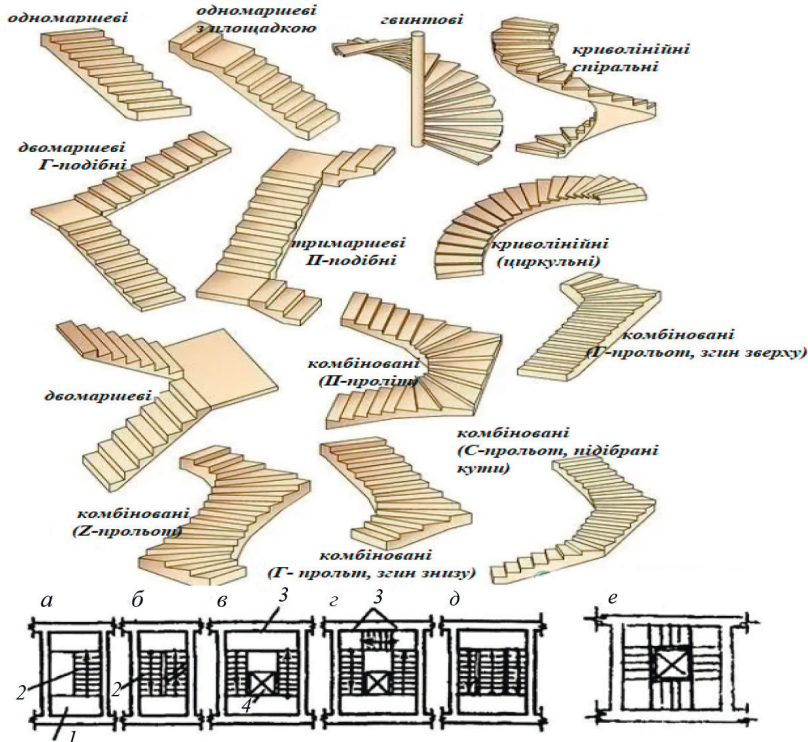 одномаршеві
одномаршеві
з площадкою
гвинтові
криволінійні
спіральні
двомаршеві
Г-подібні
тримаршеві
П-подібні
криволінійні
(циркульні)
комбіновані
(Г-прольот, згин зверху)
комбіновані
(П-проліт)
двомаршеві
комбіновані
(С-прольот, підібрані
кути)
комбіновані
(Z-прольот)
комбіновані
(Г- прольт, згин знизу)
а б в 3 г 3 д е
2 2 4
1